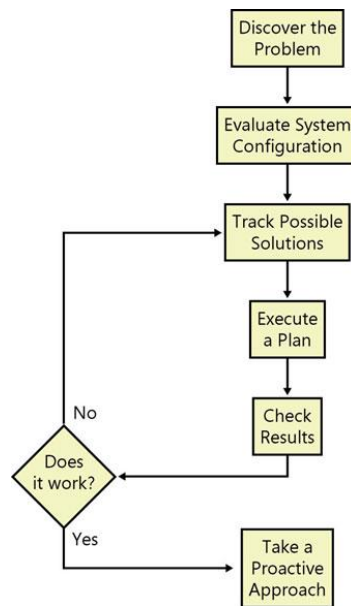 Discover the
Problem
Evaluate System
Configuration
Track Possible
Solutions
Execute
a Plan
Check
Results
Does
it work?
No
Yes
Take a
Proactive
Approach